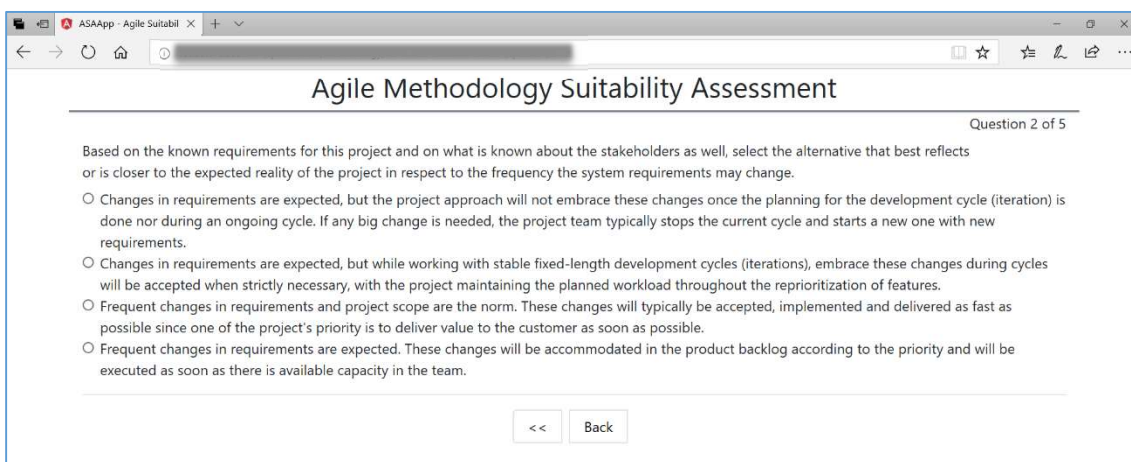 ASAApp - Agile Suitabil
Agile Methodology Suitability Assessment
Question 2 of 5
Based on the known requirements for this project and on what is known about the stakeholders as well, select the alternative that best reflects
or is closer to the expected reality of the project in respect to the frequency the system requirements may change.
Changes in requirements are expected, but the project approach will not embrace these changes once the planning for the development cycle (iteration) is
done nor during an ongoing cycle. If any big change is needed, the project team typically stops the current cycle and starts a new one with new
requirements.
Changes in requirements are expected, but while working with stable fixed-length development cycles (iterations), embrace these changes during cycles
will be accepted when strictly necessary, with the project maintaining the planned workload throughout the reprioritization of features.
Frequent changes in requirements and project scope are the norm. These changes will typically be accepted, implemented and delivered as fast as
possible since one of the project's priority is to deliver value to the customer as soon as possible.
Frequent changes in requirements are expected. These changes will be accommodated in the product backlog according to the priority and will be
executed as soon as there is available capacity in the team.
<< Back